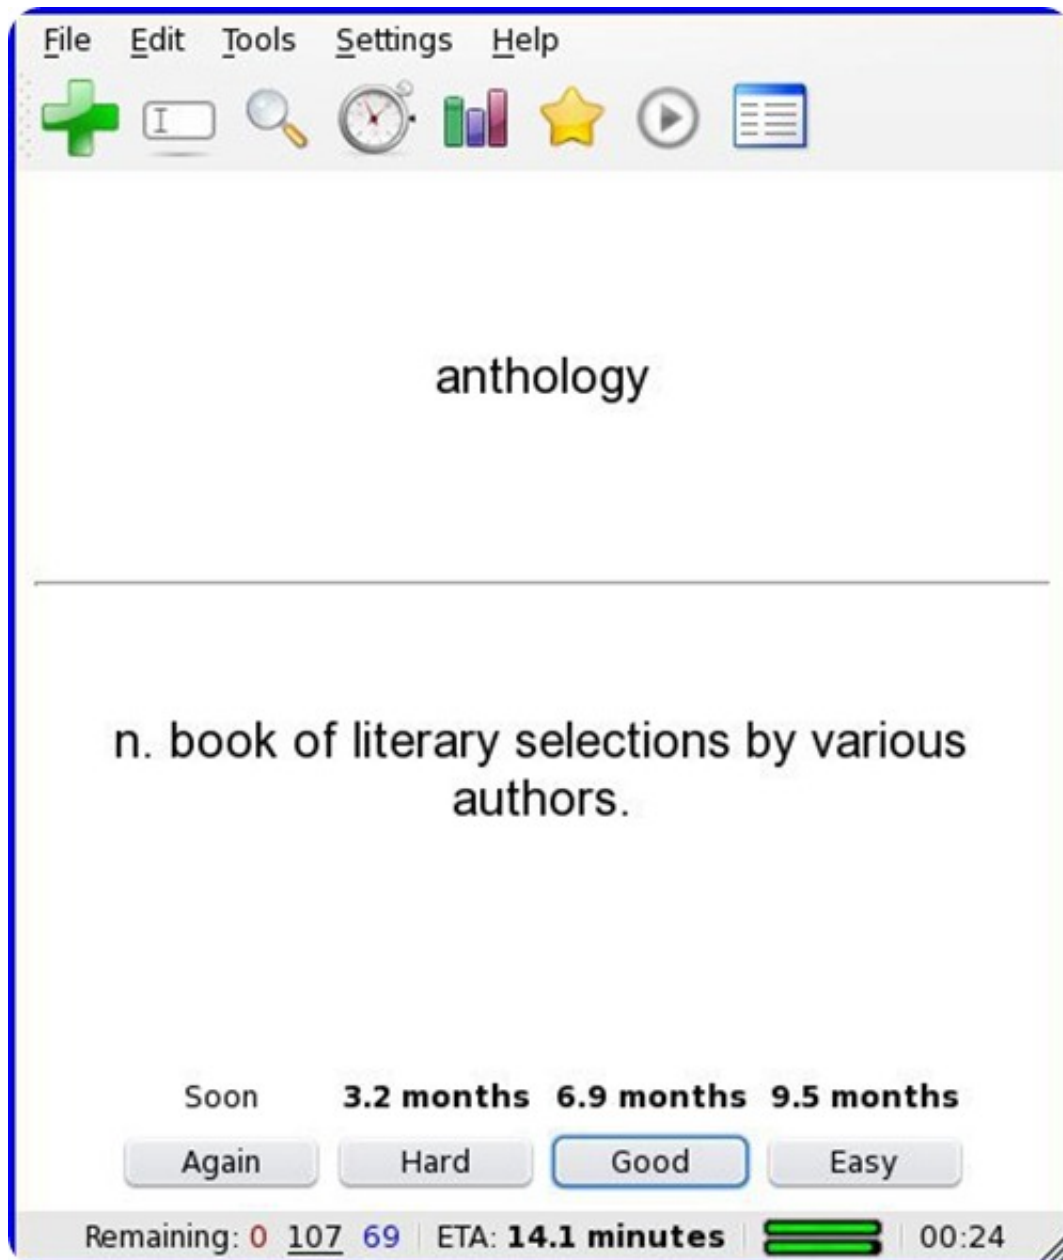 File Edit Tools Settings Help
anthology
n. book of literary selections by various
authors.
Soon 3.2 months 6.9 months 9.5 months
Again Hard Good Easy
Remaining: 0 107 69 ETA: 14.1 minutes 00:24